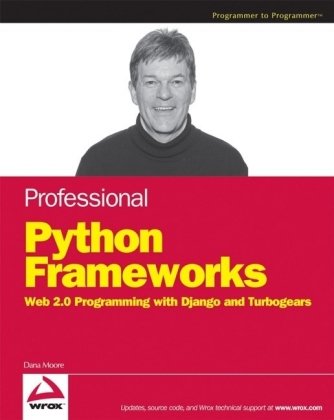 Programmer to Programmer™
Professional
Python
Frameworks
Web 2.0 Programming with Django and Turbogears
Dana Moore
wrox™
Updates, source code, and Wrox technical support at www.wrox.com